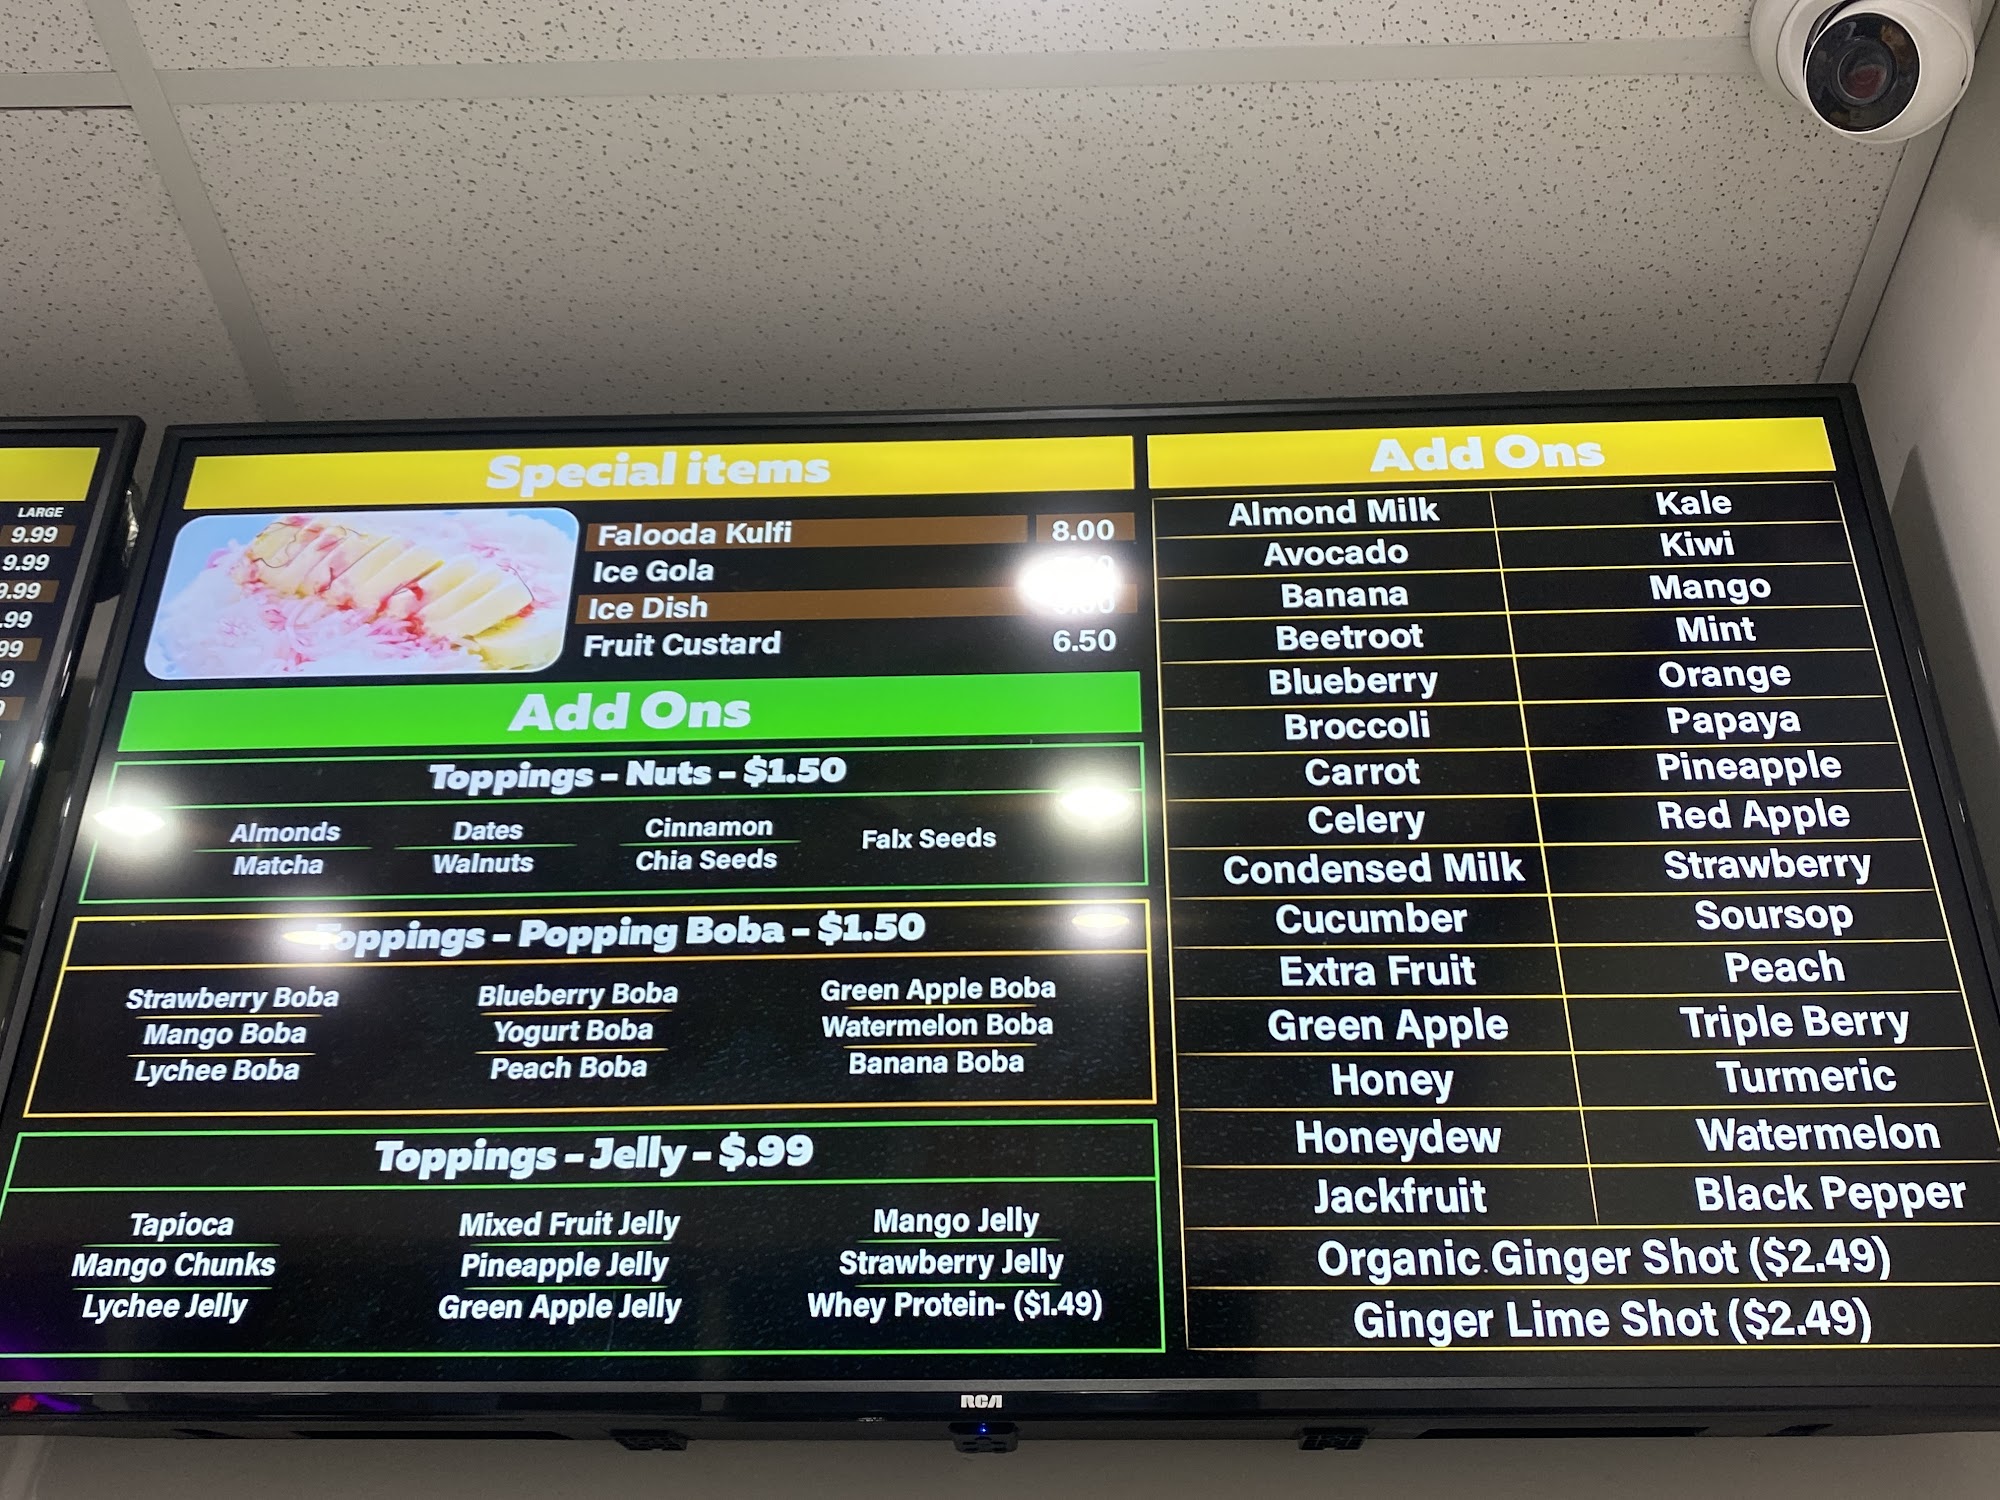 LARGE
9.99
9.99
9.99
.99
99
9
Special items
Falooda Kulfi 8.00
Ice Gola
Ice Dish
Fruit Custard 6.50
Add Ons
Toppings - Nuts - $1.50
Almonds Dates Cinnamon Falx Seeds
Matcha Walnuts Chia Seeds
Toppings - Popping Boba - $1.50
Strawberry Boba Blueberry Boba Green Apple Boba
Mango Boba Yogurt Boba Watermelon Boba
Lychee Boba Peach Boba Banana Boba
Toppings - Jelly - $.99
Tapioca Mixed Fruit Jelly Mango Jelly
Mango Chunks Pineapple Jelly Strawberry Jelly
Lychee Jelly Green Apple Jelly Whey Protein- ($1.49)
Add Ons
Almond Milk Kale
Avocado Kiwi
Banana Mango
Beetroot Mint
Blueberry Orange
Broccoli Papaya
Carrot Pineapple
Celery Red Apple
Condensed Milk Strawberry
Cucumber Soursop
Extra Fruit Peach
Green Apple Triple Berry
Honey Turmeric
Honeydew Watermelon
Jackfruit Black Pepper
Organic Ginger Shot ($2.49)
Ginger Lime Shot ($2.49)
RCA